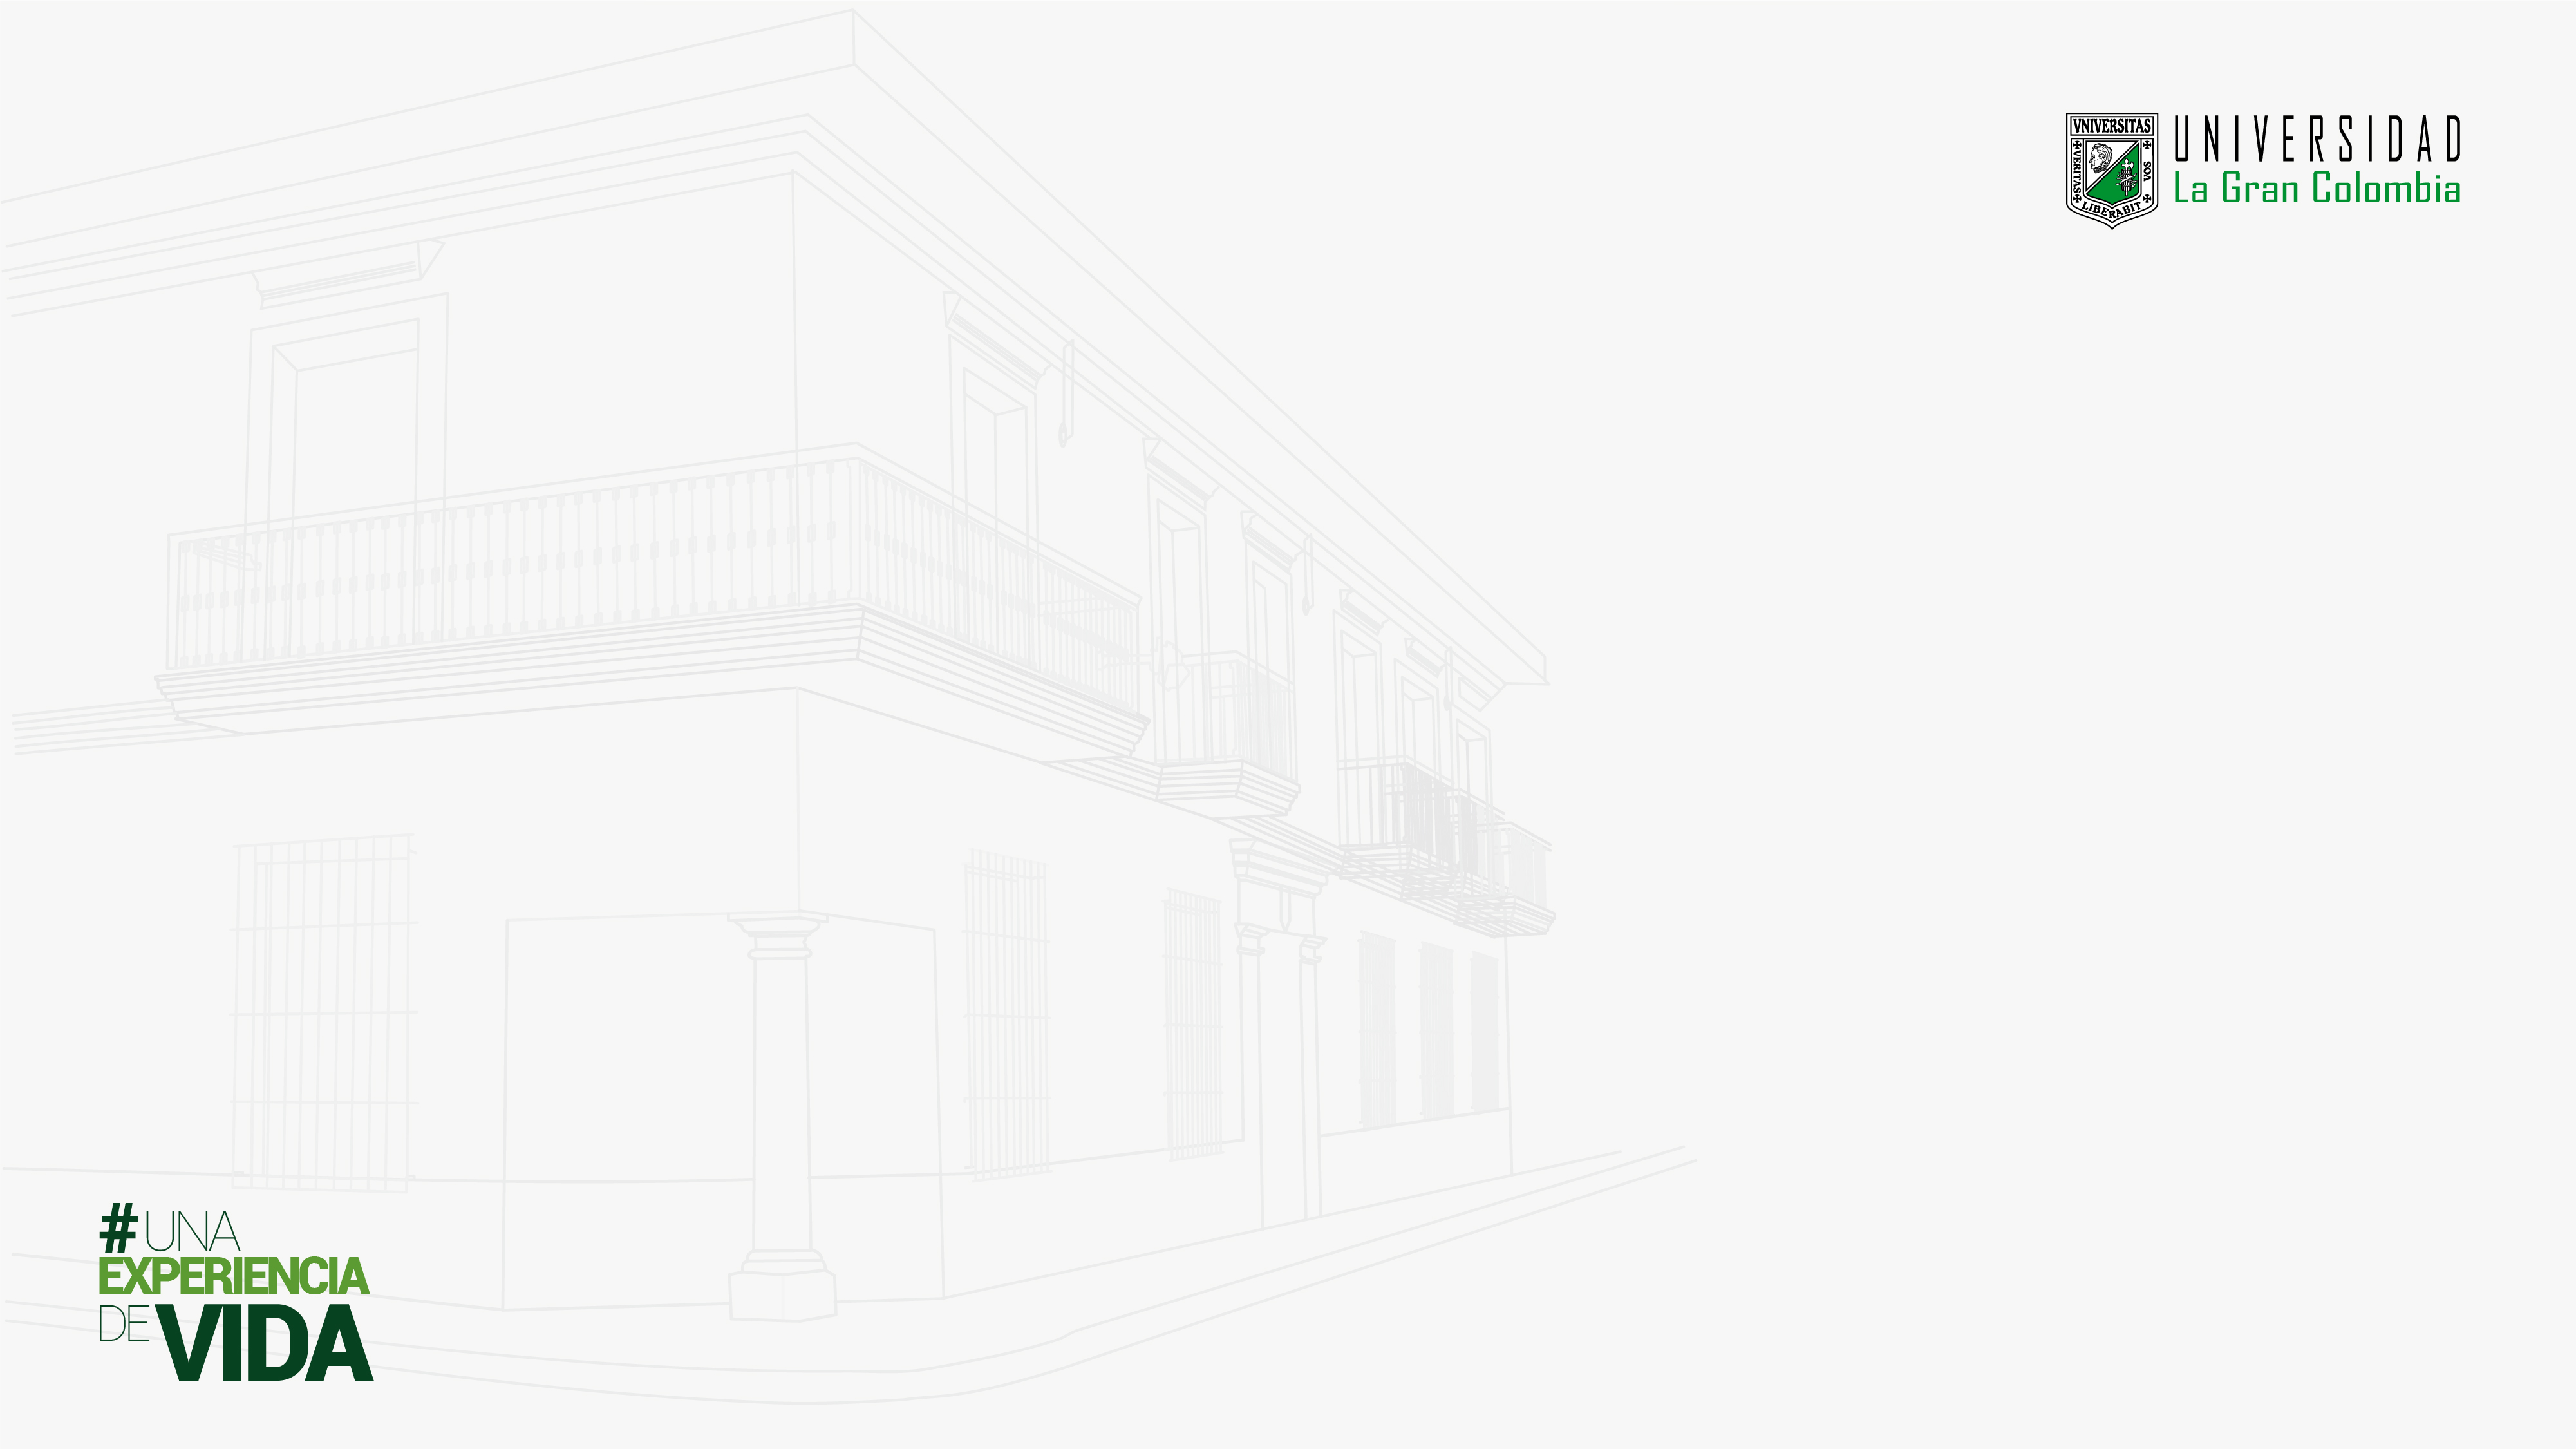 VNIVERSITAS
VERITAS
VOS
LIBERABIT
UNIVERSIDAD
La Gran Colombia
#UNA
EXPERIENCIA
DE VIDA